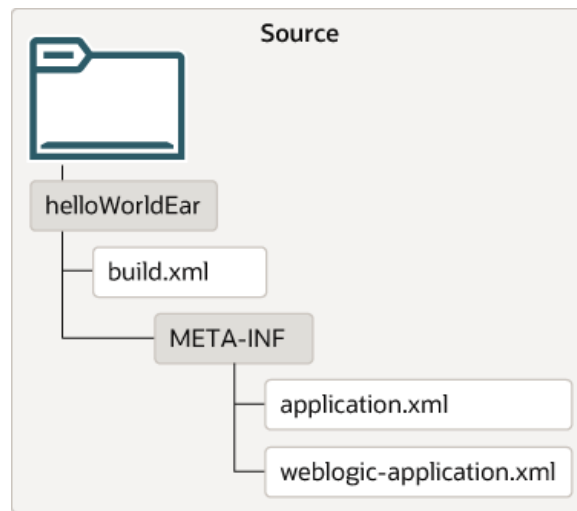 Source
helloWorldEar
build.xml
META-INF
application.xml
weblogic-application.xml